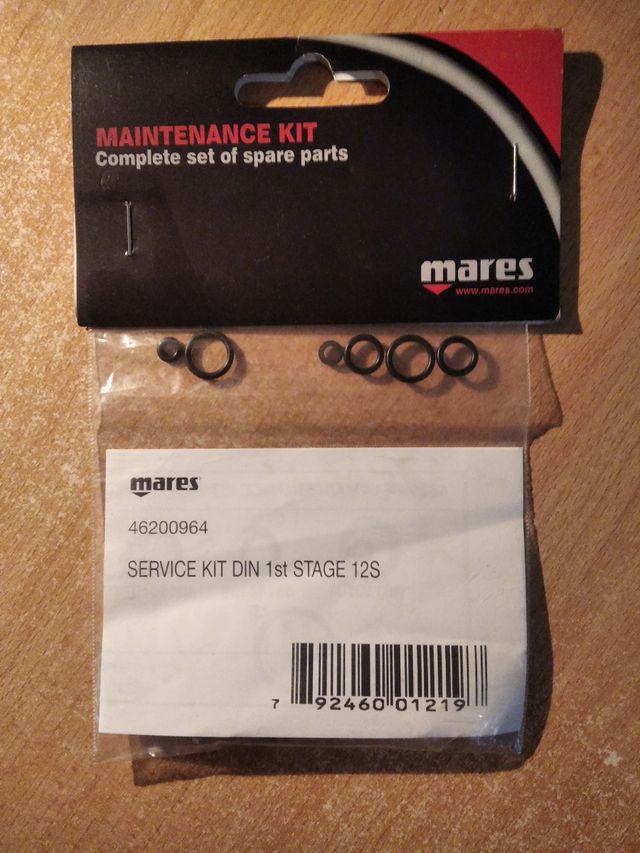 MAINTENANCE KIT
Complete set of spare parts
mares
www.mares.com
mares
46200964
SERVICE KIT DIN 1st STAGE 12S
7 92460 01219